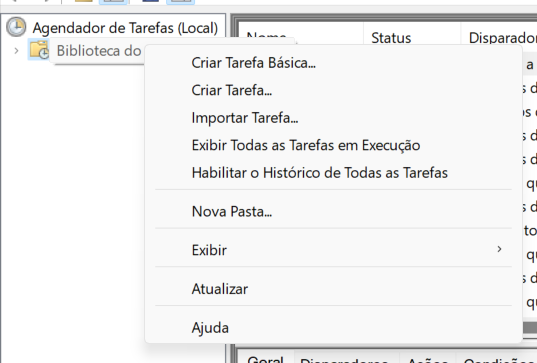 Agendador de Tarefas (Local)
Biblioteca do
Nome
Status
Criar Tarefa Básica...
Criar Tarefa...
Importar Tarefa...
Exibir Todas as Tarefas em Execução
Habilitar o Histórico de Todas as Tarefas
Nova Pasta...
Exibir
Atualizar
Ajuda
Geral Disparadores Ações Condições